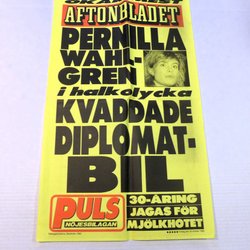 AFTONBLADET
PERNILLA
WAHL-
GREN
i halkolycka
KVADDADE
DIPLOMAT-
BIL
PULS
NÖJESBILAGAN
30-ÅRING
JAGAS FÖR
MJÖLKHOTET